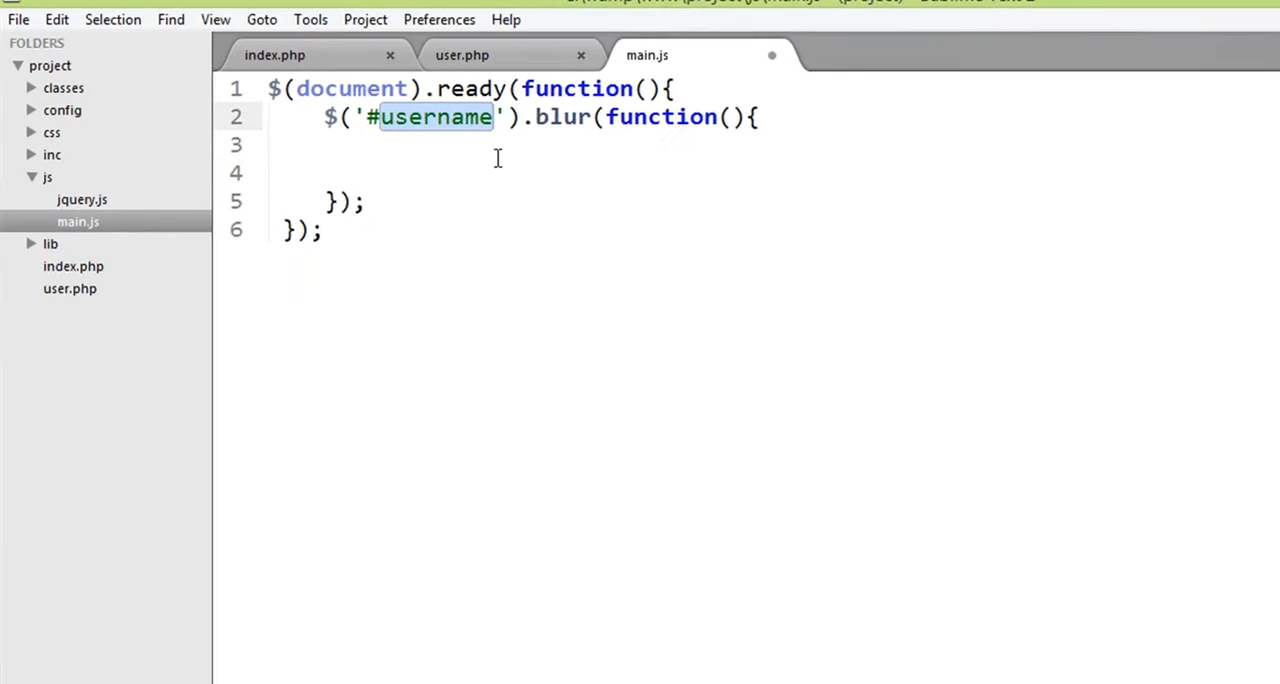 File Edit Selection Find View Goto Tools Project Preferences Help
FOLDERS
project
classes
config
css
inc
js
jquery.js
main.js
lib
index.php
user.php
index.php × user.php × main.js
1 $(document).ready(function(){
2 $('#username').blur(function(){
3
4
5 });
6 });